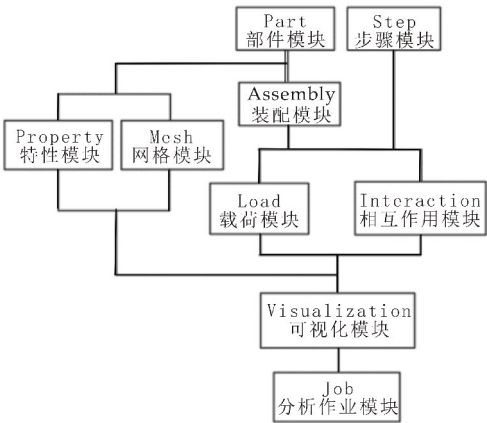 Part
部件模块
Step
步骤模块
Assembly
装配模块
Property
特性模块
Mesh
网格模块
Load
载荷模块
Interaction
相互作用模块
Visualization
可视化模块
Job
分析作业模块